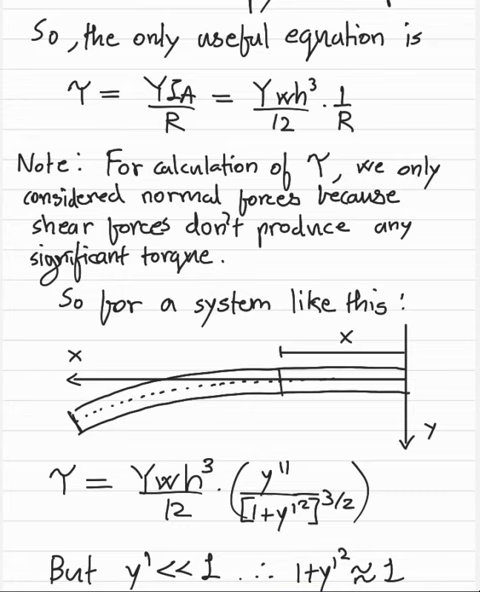 So, the only useful equation is
τ = YI_A/R = Ywh³/12 · 1/R
Note: For calculation of τ, we only
considered normal forces because
shear forces don't produce any
significant torque.
So for a system like this:
x
x
y
τ = Ywh³/12 · (y''/[1+y'²]^3/2)
But y' << 1 ∴ 1+y'² ≈ 1